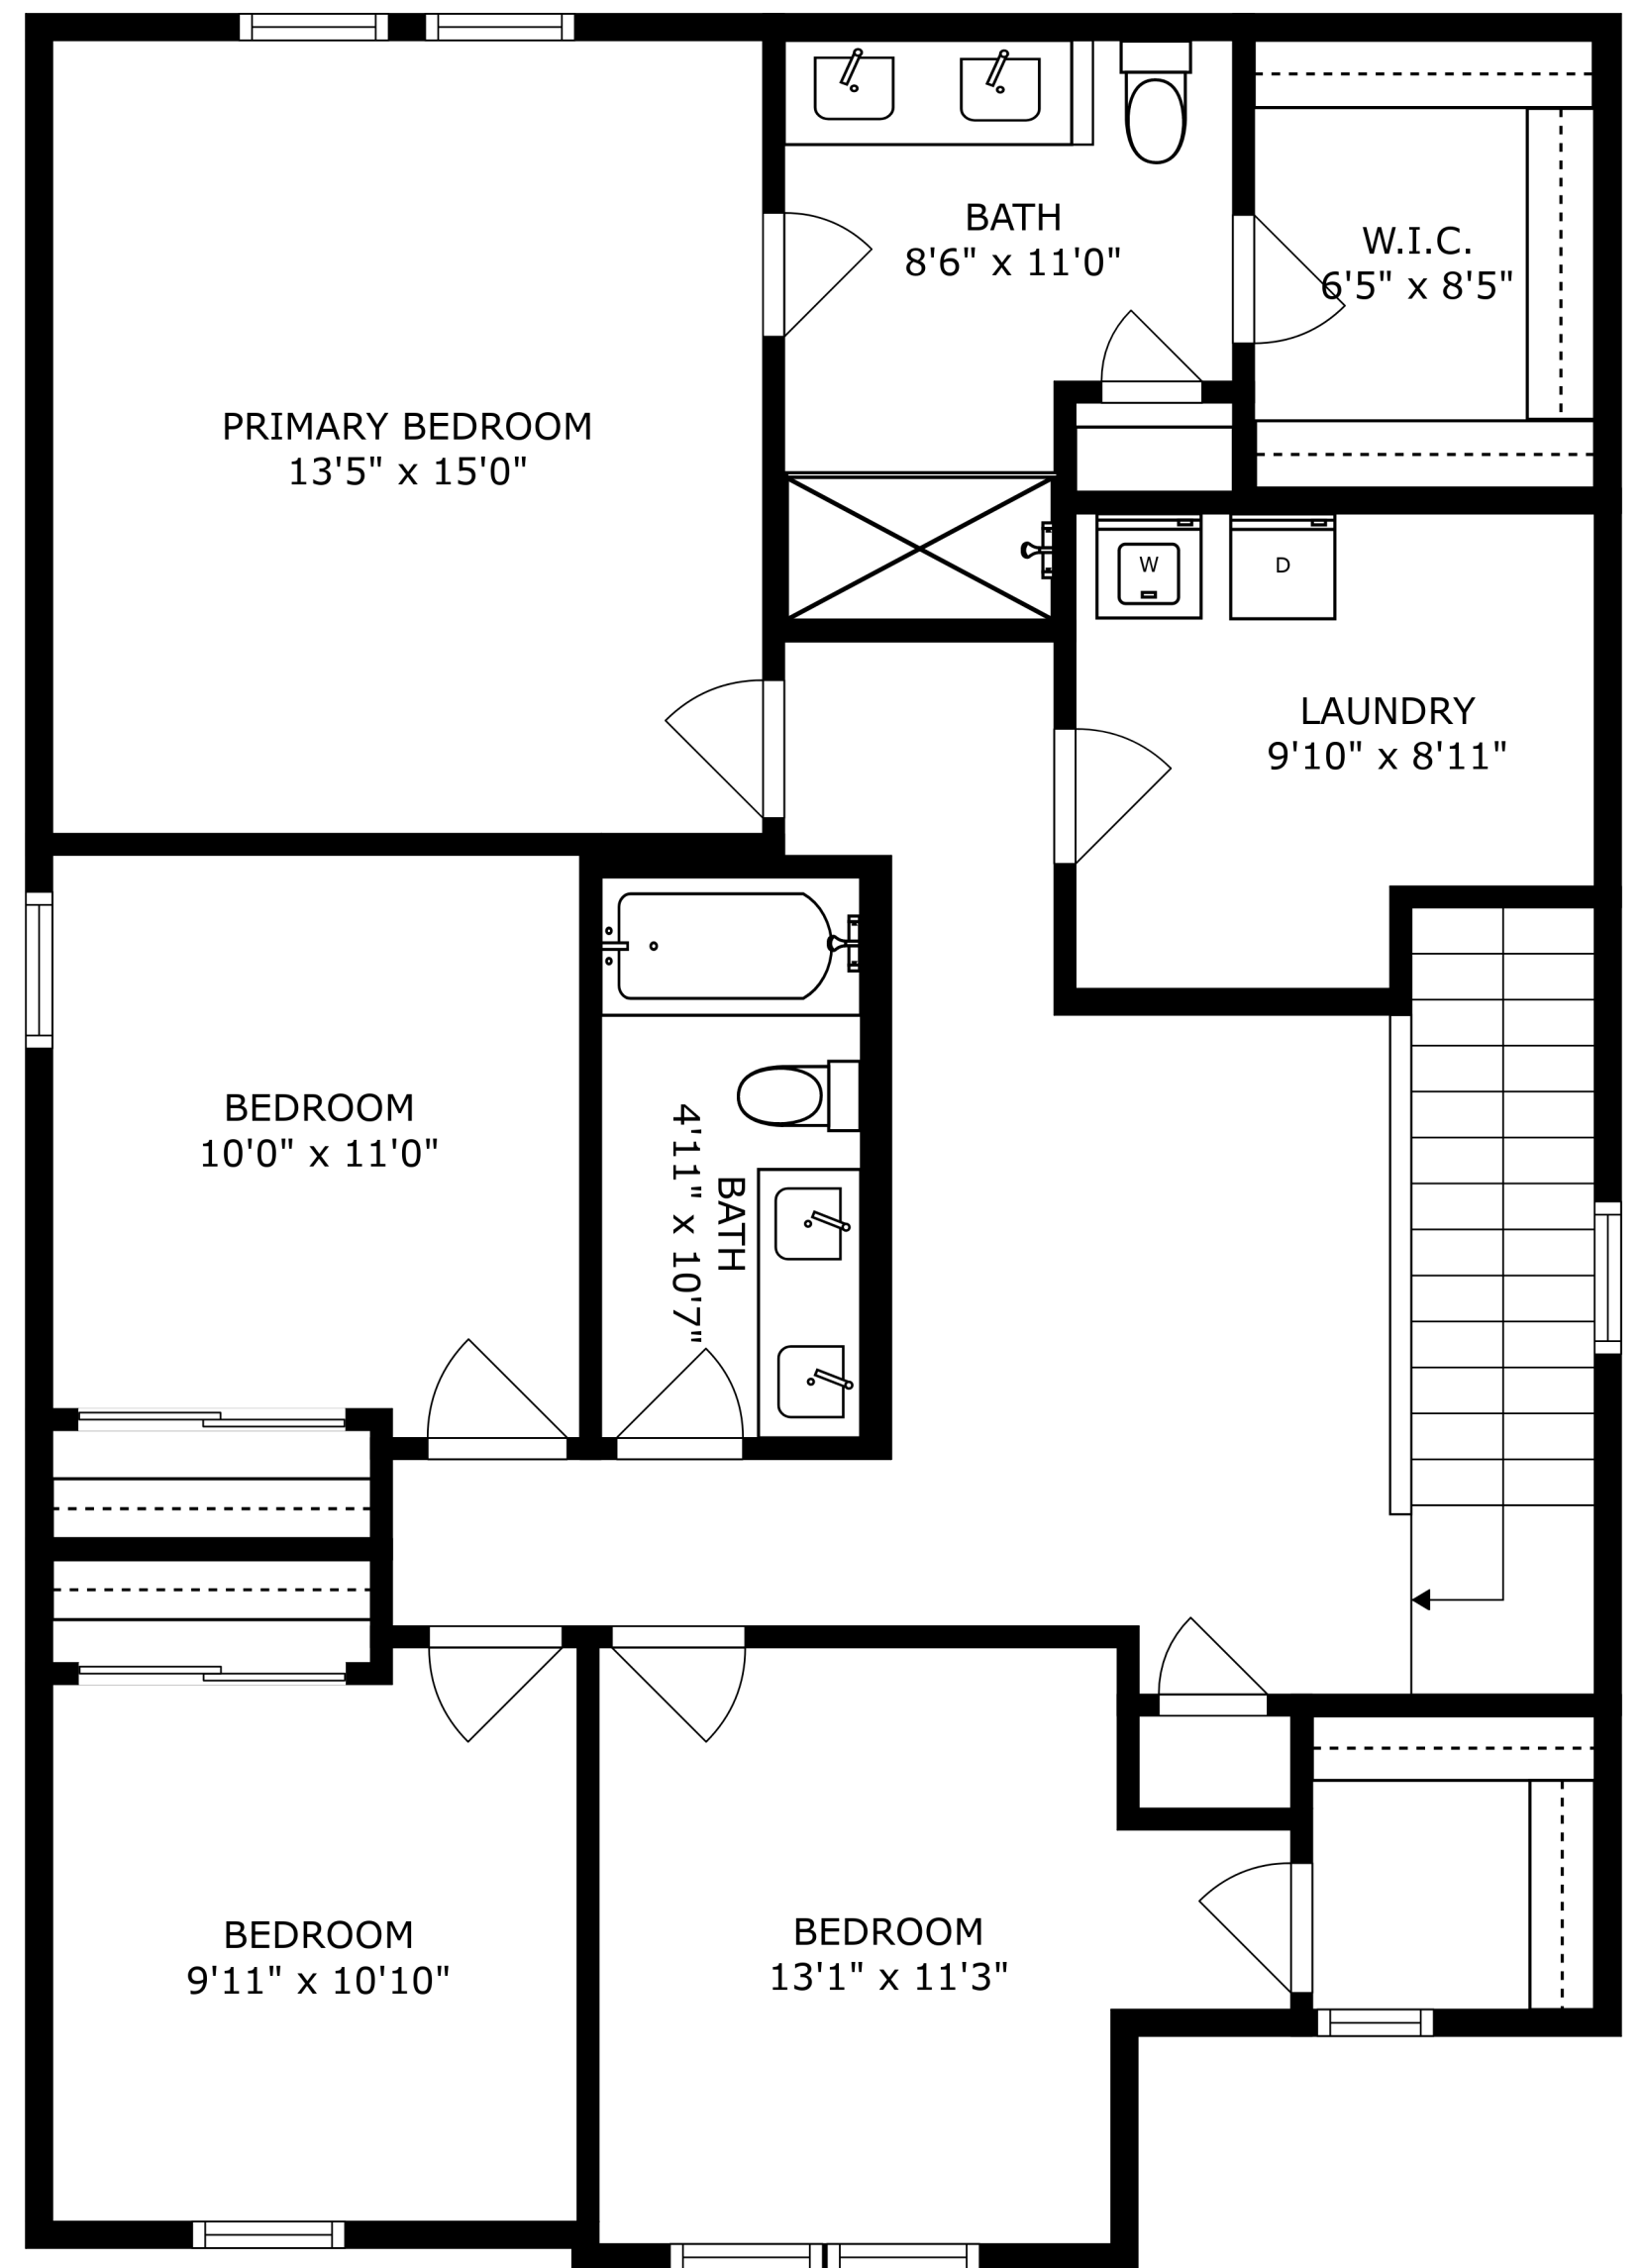 BATH
8'6" x 11'0"
W.I.C.
6'5" x 8'5"
PRIMARY BEDROOM
13'5" x 15'0"
W
D
LAUNDRY
9'10" x 8'11"
BEDROOM
10'0" x 11'0"
BATH
4'11" x 10'7"
BEDROOM
9'11" x 10'10"
BEDROOM
13'1" x 11'3"